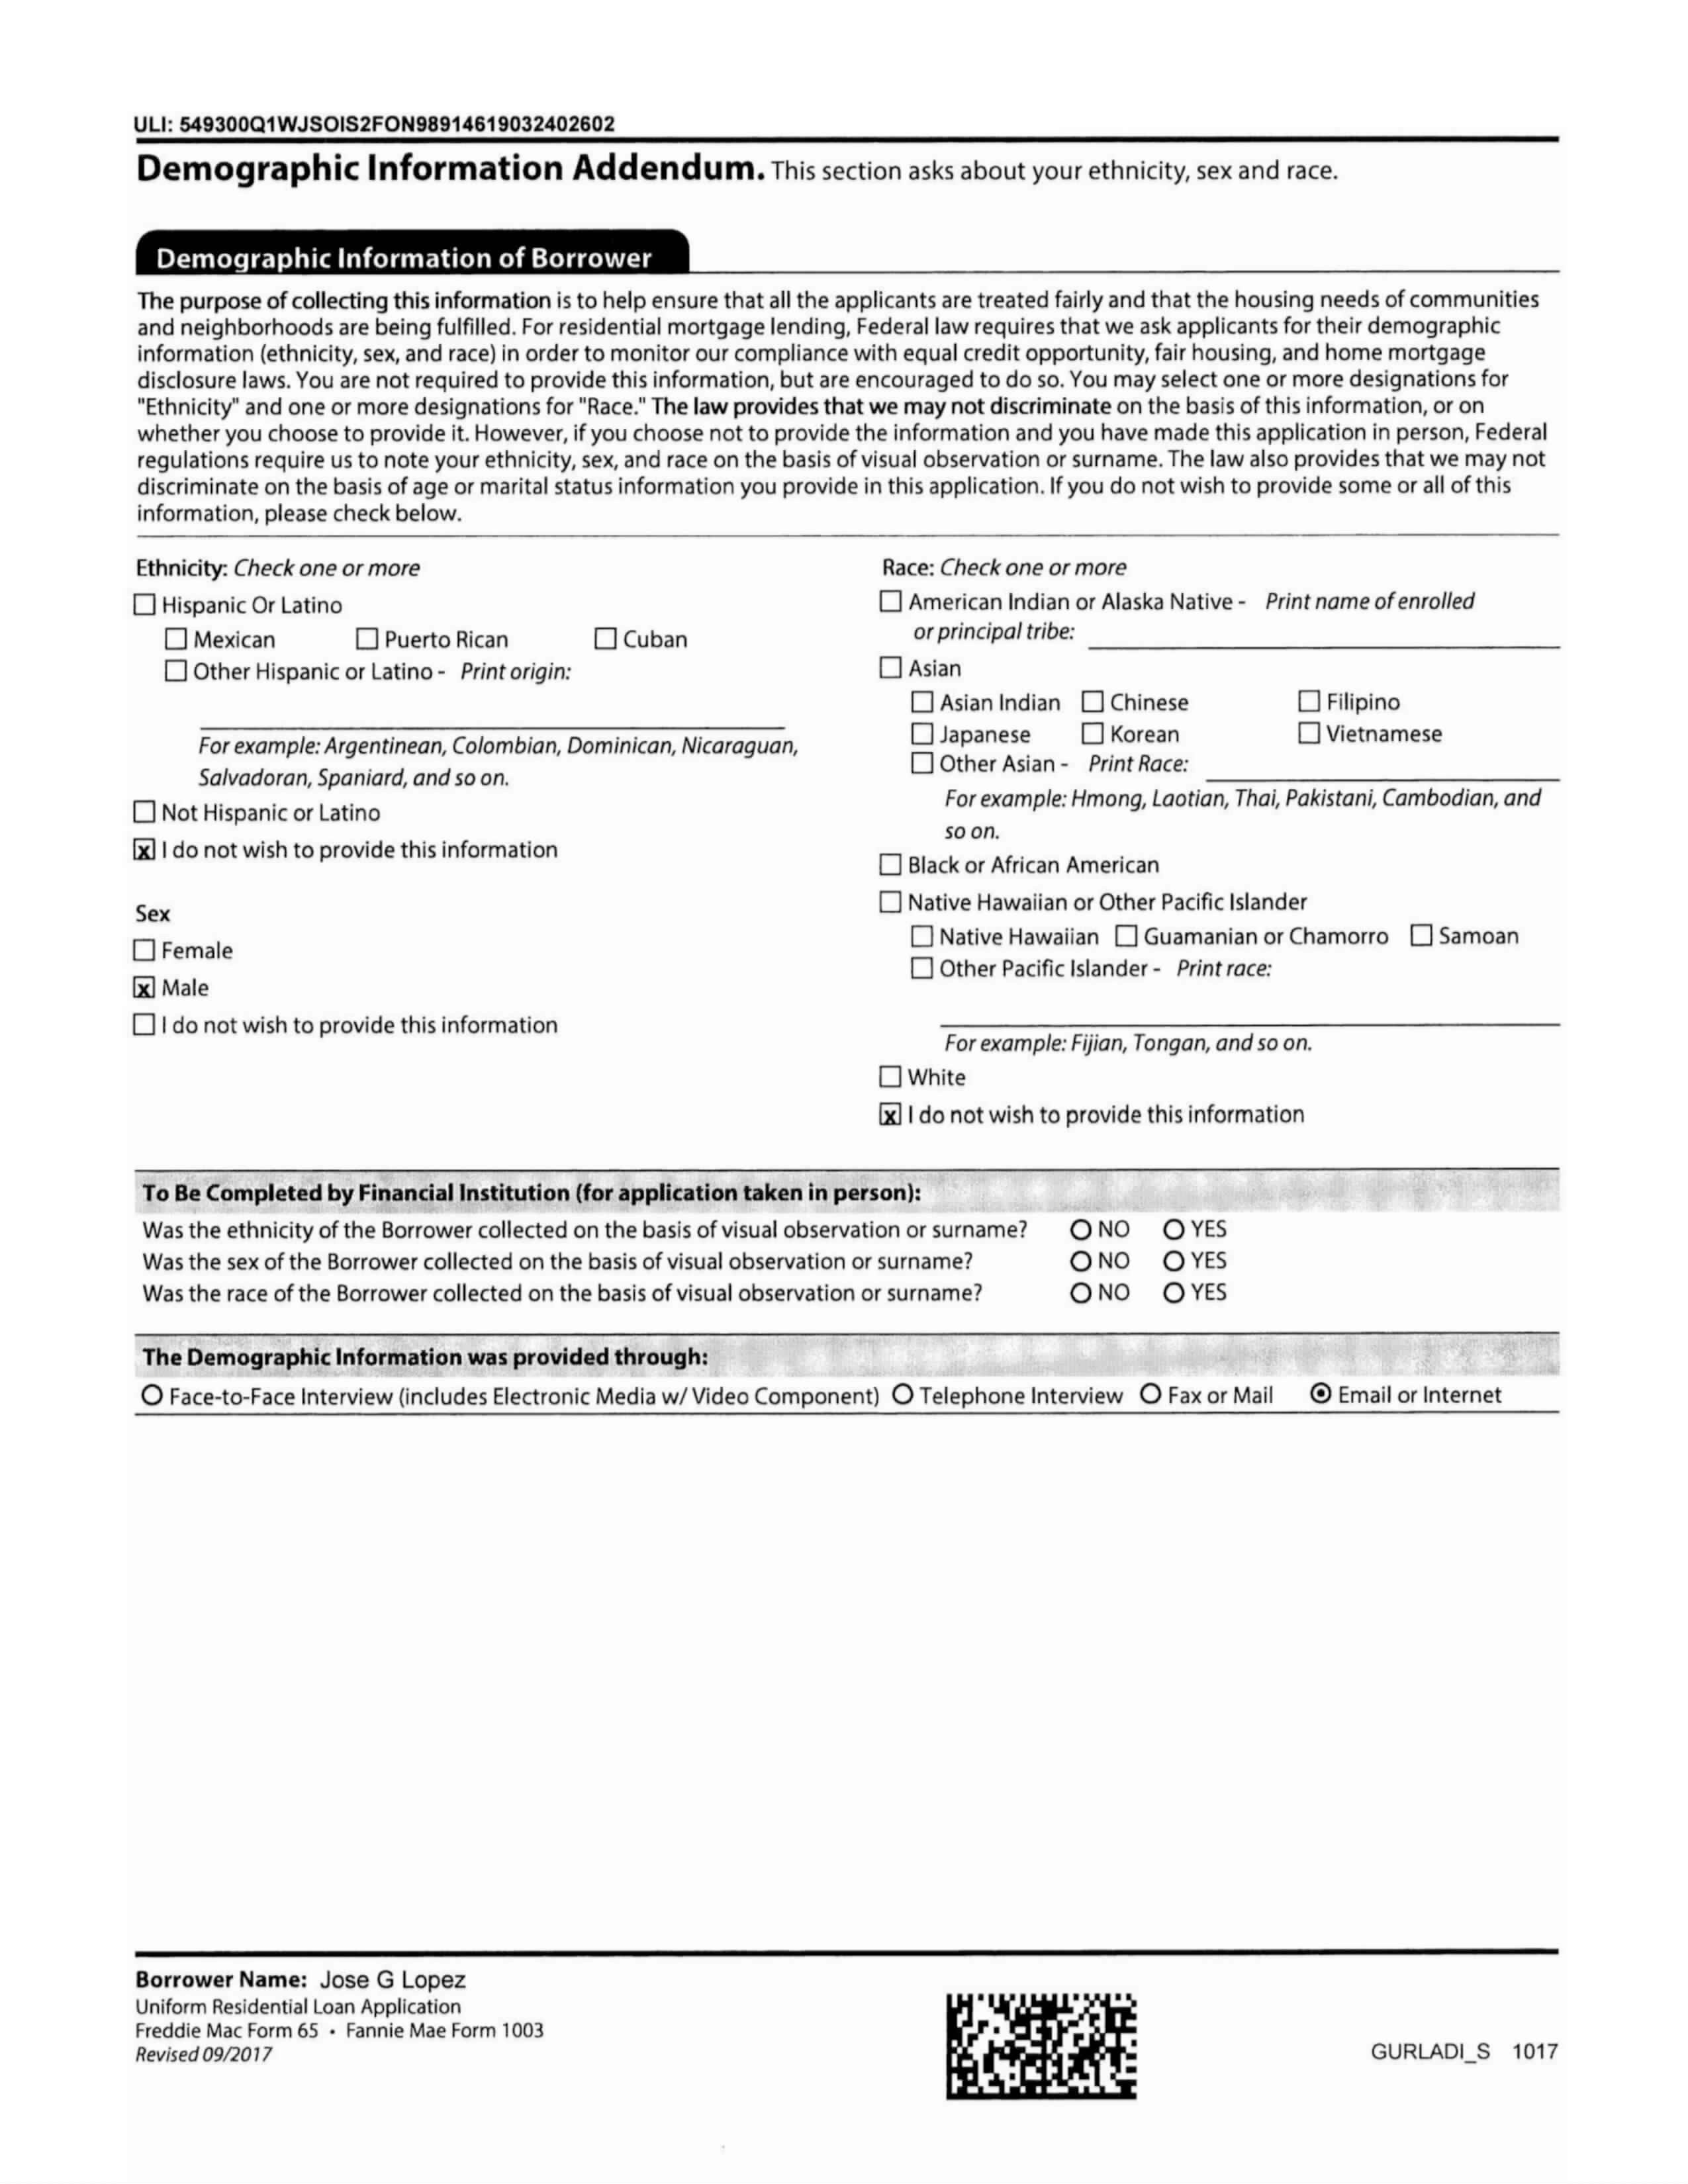 ULI: 549300Q1WJSOIS2FON98914619032402602
Demographic Information Addendum. This section asks about your ethnicity, sex and race.
Demographic Information of Borrower
The purpose of collecting this information is to help ensure that all the applicants are treated fairly and that the housing needs of communities
and neighborhoods are being fulfilled. For residential mortgage lending, Federal law requires that we ask applicants for their demographic
information (ethnicity, sex, and race) in order to monitor our compliance with equal credit opportunity, fair housing, and home mortgage
disclosure laws. You are not required to provide this information, but are encouraged to do so. You may select one or more designations for
"Ethnicity" and one or more designations for "Race." The law provides that we may not discriminate on the basis of this information, or on
whether you choose to provide it. However, if you choose not to provide the information and you have made this application in person, Federal
regulations require us to note your ethnicity, sex, and race on the basis of visual observation or surname. The law also provides that we may not
discriminate on the basis of age or marital status information you provide in this application. If you do not wish to provide some or all of this
information, please check below.
Ethnicity: Check one or more
☐ Hispanic Or Latino
☐ Mexican ☐ Puerto Rican ☐ Cuban
☐ Other Hispanic or Latino - Print origin:
For example: Argentinean, Colombian, Dominican, Nicaraguan,
Salvadoran, Spaniard, and so on.
☐ Not Hispanic or Latino
☒ I do not wish to provide this information
Sex
☐ Female
☒ Male
☐ I do not wish to provide this information
Race: Check one or more
☐ American Indian or Alaska Native - Print name of enrolled
or principal tribe:
☐ Asian
☐ Asian Indian ☐ Chinese ☐ Filipino
☐ Japanese ☐ Korean ☐ Vietnamese
☐ Other Asian - Print Race:
For example: Hmong, Laotian, Thai, Pakistani, Cambodian, and
so on.
☐ Black or African American
☐ Native Hawaiian or Other Pacific Islander
☐ Native Hawaiian ☐ Guamanian or Chamorro ☐ Samoan
☐ Other Pacific Islander - Print race:
For example: Fijian, Tongan, and so on.
☐ White
☒ I do not wish to provide this information
To Be Completed by Financial Institution (for application taken in person):
Was the ethnicity of the Borrower collected on the basis of visual observation or surname? ○ NO ○ YES
Was the sex of the Borrower collected on the basis of visual observation or surname? ○ NO ○ YES
Was the race of the Borrower collected on the basis of visual observation or surname? ○ NO ○ YES
The Demographic Information was provided through:
○ Face-to-Face Interview (includes Electronic Media w/ Video Component) ○ Telephone Interview ○ Fax or Mail ◉ Email or Internet
Borrower Name: Jose G Lopez
Uniform Residential Loan Application
Freddie Mac Form 65 • Fannie Mae Form 1003
Revised 09/2017
GURLADI_S 1017